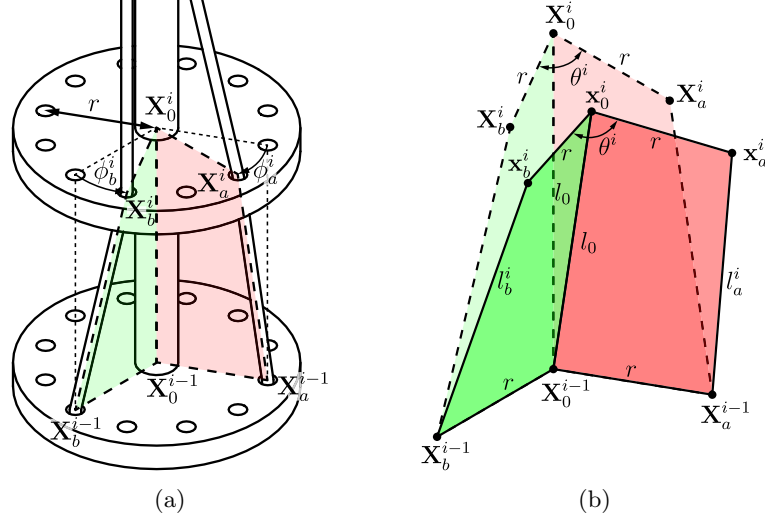 r
X_0^i
ϕ_b^i
X_a^i
ϕ_a^i
X_b^i
X_0^{i-1}
X_a^{i-1}
X_b^{i-1}
(a)
X_0^i
r
θ^i
r
X_a^i
x_0^i
X_b^i
θ^i
r
r
x_b^i
x_a^i
l_0
l_0
l_b^i
l_a^i
r
r
X_0^{i-1}
X_a^{i-1}
X_b^{i-1}
(b)